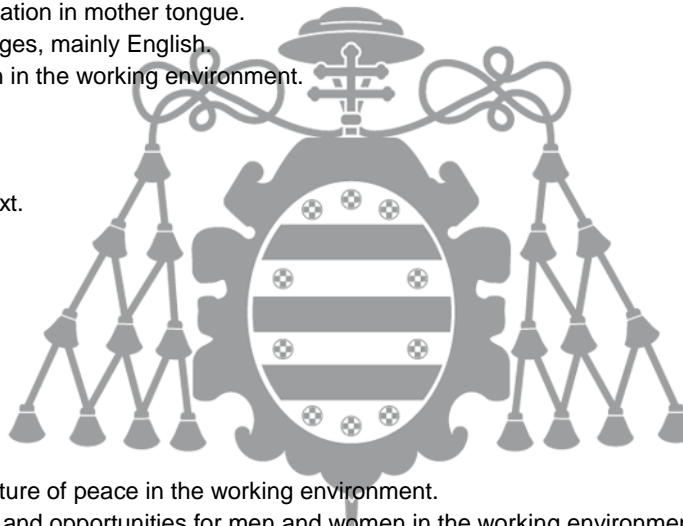 ation in mother tongue.
ges, mainly English.
n in the working environment.
xt.
ture of peace in the working environment.
and opportunities for men and women in the working environme